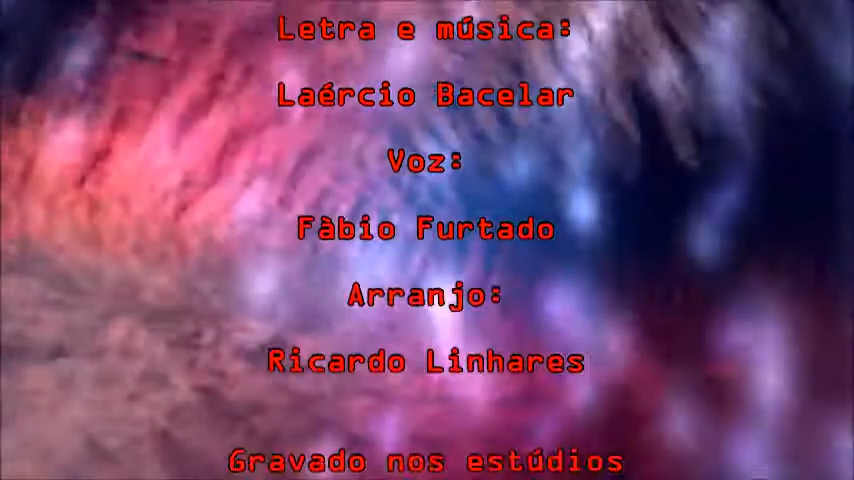 Letra e música:
Laércio Bacelar
Voz:
Fàbio Furtado
Arranjo:
Ricardo Linhares
Gravado nos estúdios